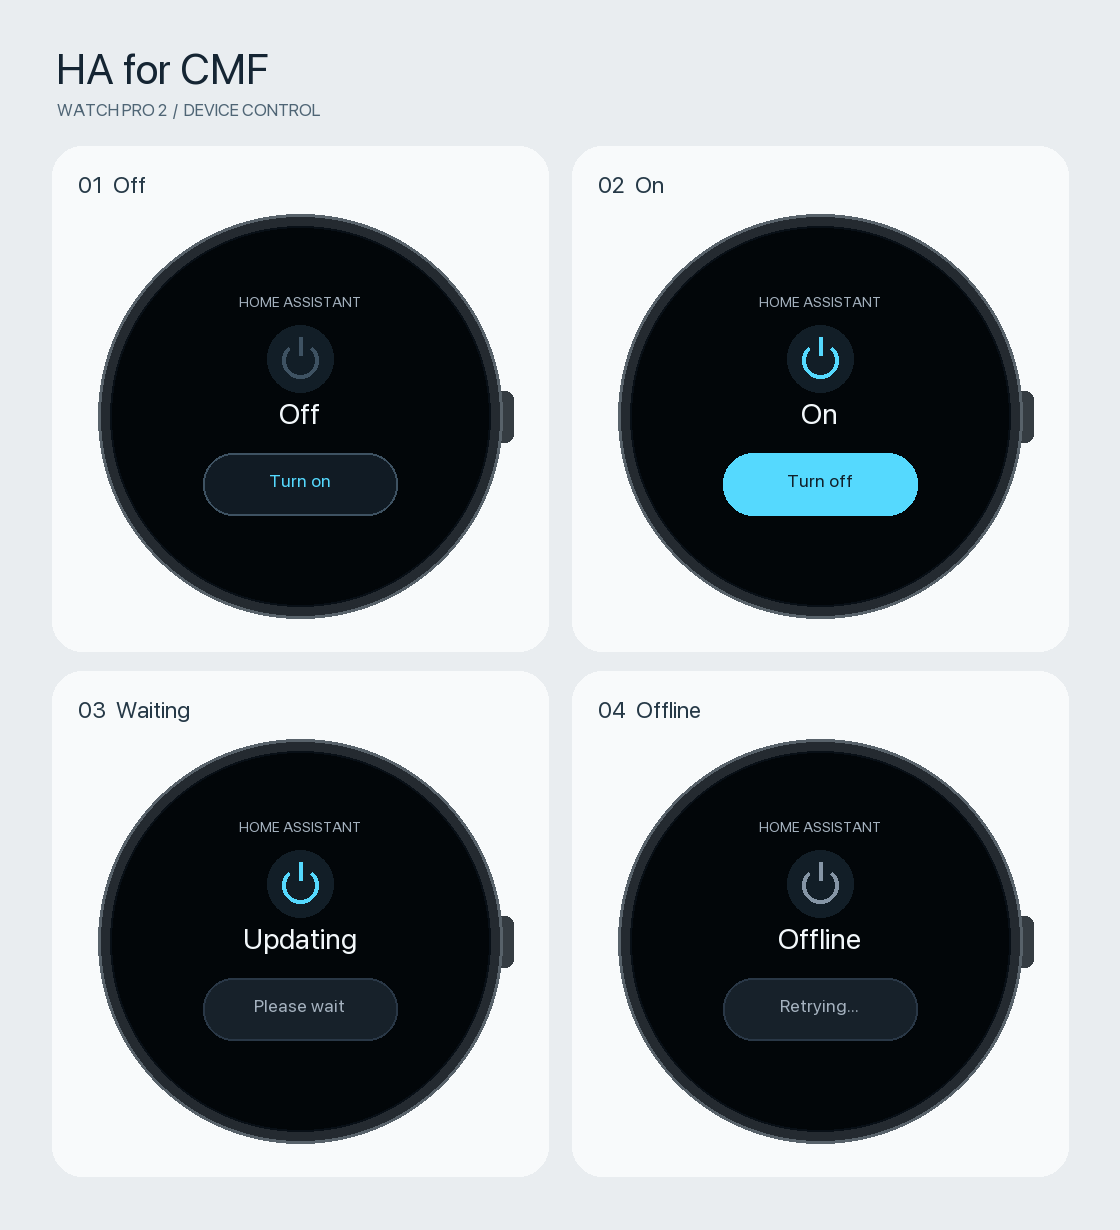 HA for CMF
WATCH PRO 2 / DEVICE CONTROL
01 Off
HOME ASSISTANT
Off
Turn on
02 On
HOME ASSISTANT
On
Turn off
03 Waiting
HOME ASSISTANT
Updating
Please wait
04 Offline
HOME ASSISTANT
Offline
Retrying...